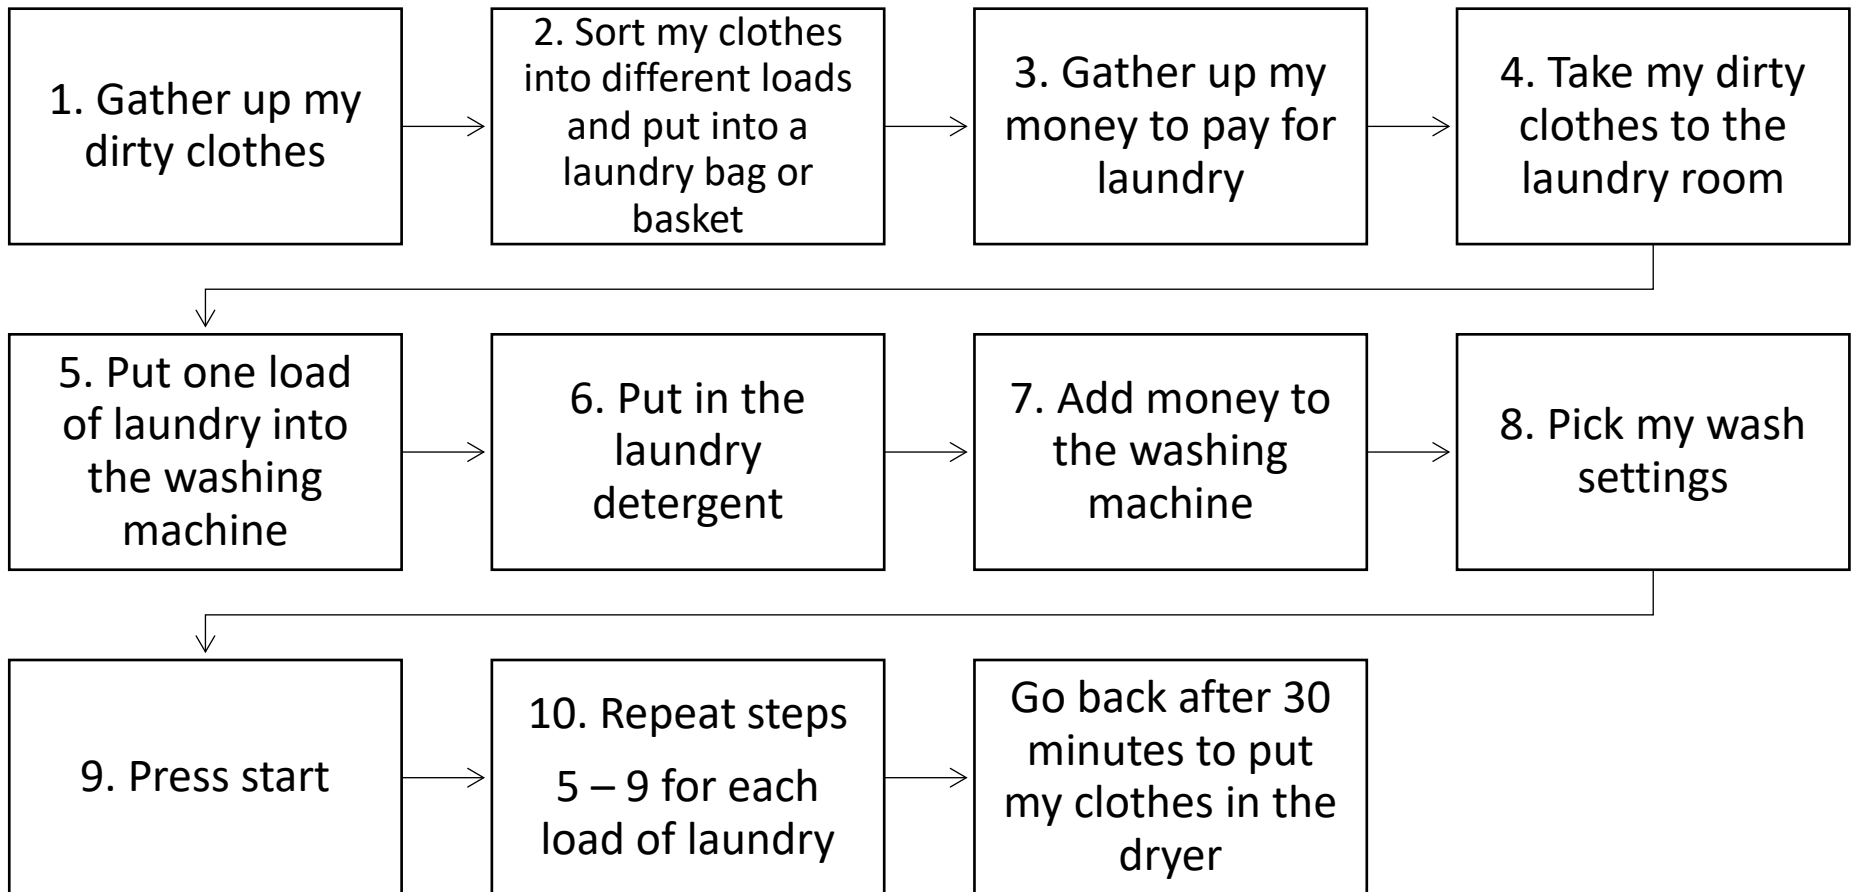 1. Gather up my
dirty clothes
2. Sort my clothes
into different loads
and put into a
laundry bag or
basket
3. Gather up my
money to pay for
laundry
4. Take my dirty
clothes to the
laundry room
5. Put one load
of laundry into
the washing
machine
6. Put in the
laundry
detergent
7. Add money to
the washing
machine
8. Pick my wash
settings
9. Press start
10. Repeat steps
5 – 9 for each
load of laundry
Go back after 30
minutes to put
my clothes in the
dryer